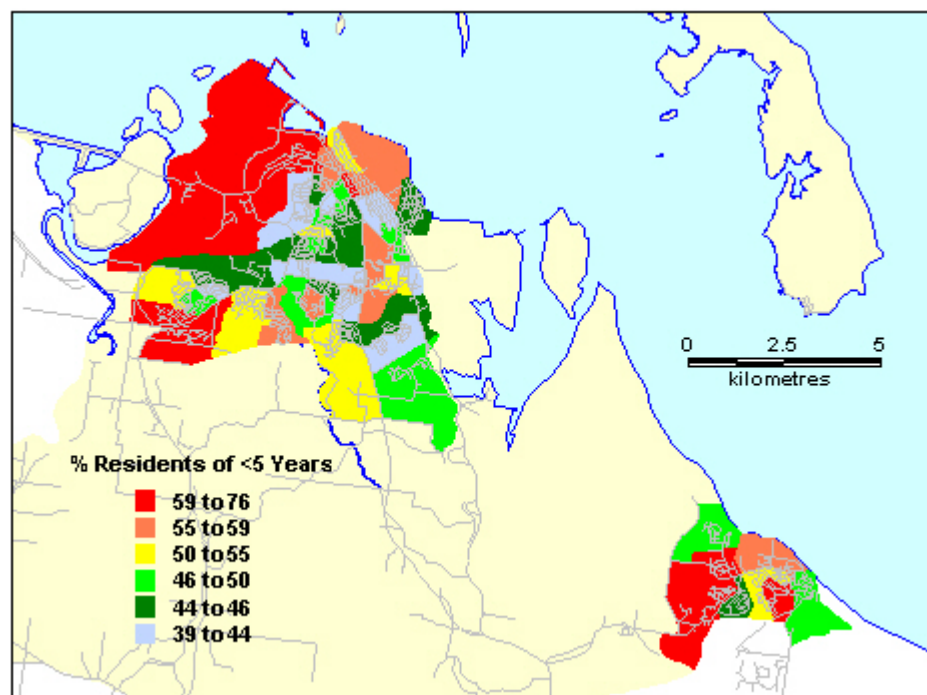 0 2.5 5
kilometres
% Residents of <5 Years
59 to 76
55 to 59
50 to 55
46 to 50
44 to 46
39 to 44